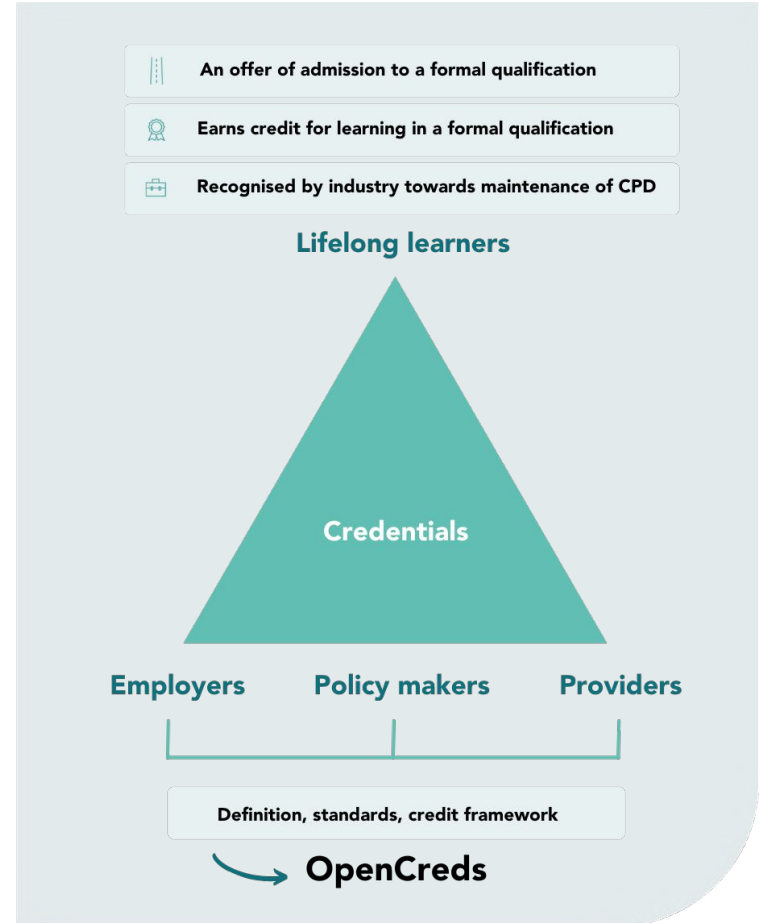 An offer of admission to a formal qualification
Earns credit for learning in a formal qualification
Recognised by industry towards maintenance of CPD
Lifelong learners
Credentials
Employers
Policy makers
Providers
Definition, standards, credit framework
OpenCreds